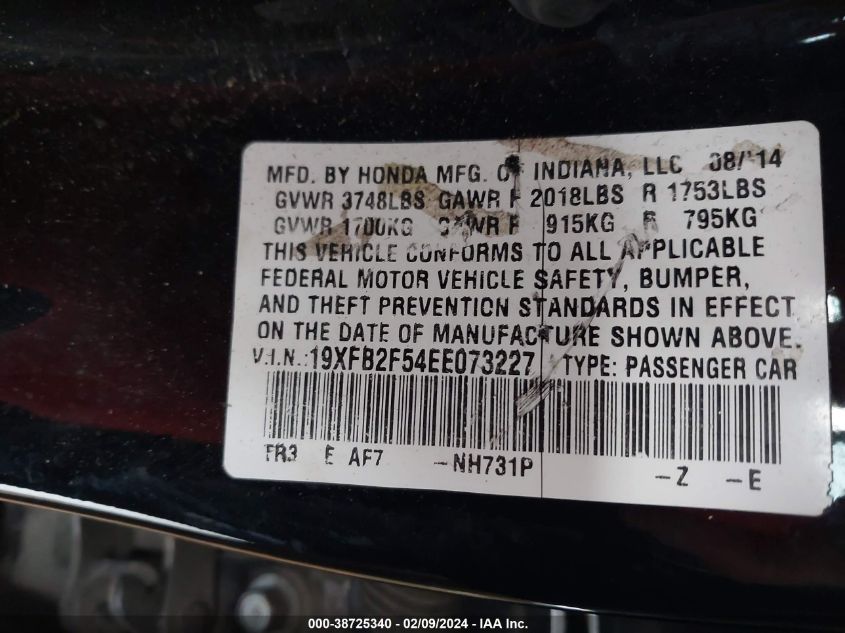 MFD. BY HONDA MFG. OF INDIANA, LLC 08/'14
GVWR 3748LBS GAWR F 2018LBS R 1753LBS
GVWR 1700KG GAWR F 915KG R 795KG
THIS VEHICLE CONFORMS TO ALL APPLICABLE
FEDERAL MOTOR VEHICLE SAFETY, BUMPER,
AND THEFT PREVENTION STANDARDS IN EFFECT
ON THE DATE OF MANUFACTURE SHOWN ABOVE.
V.I.N.:19XFB2F54EE073227 TYPE: PASSENGER CAR
TR3 E AF7 -NH731P -Z -E
000-38725340 - 02/09/2024 - IAA Inc.